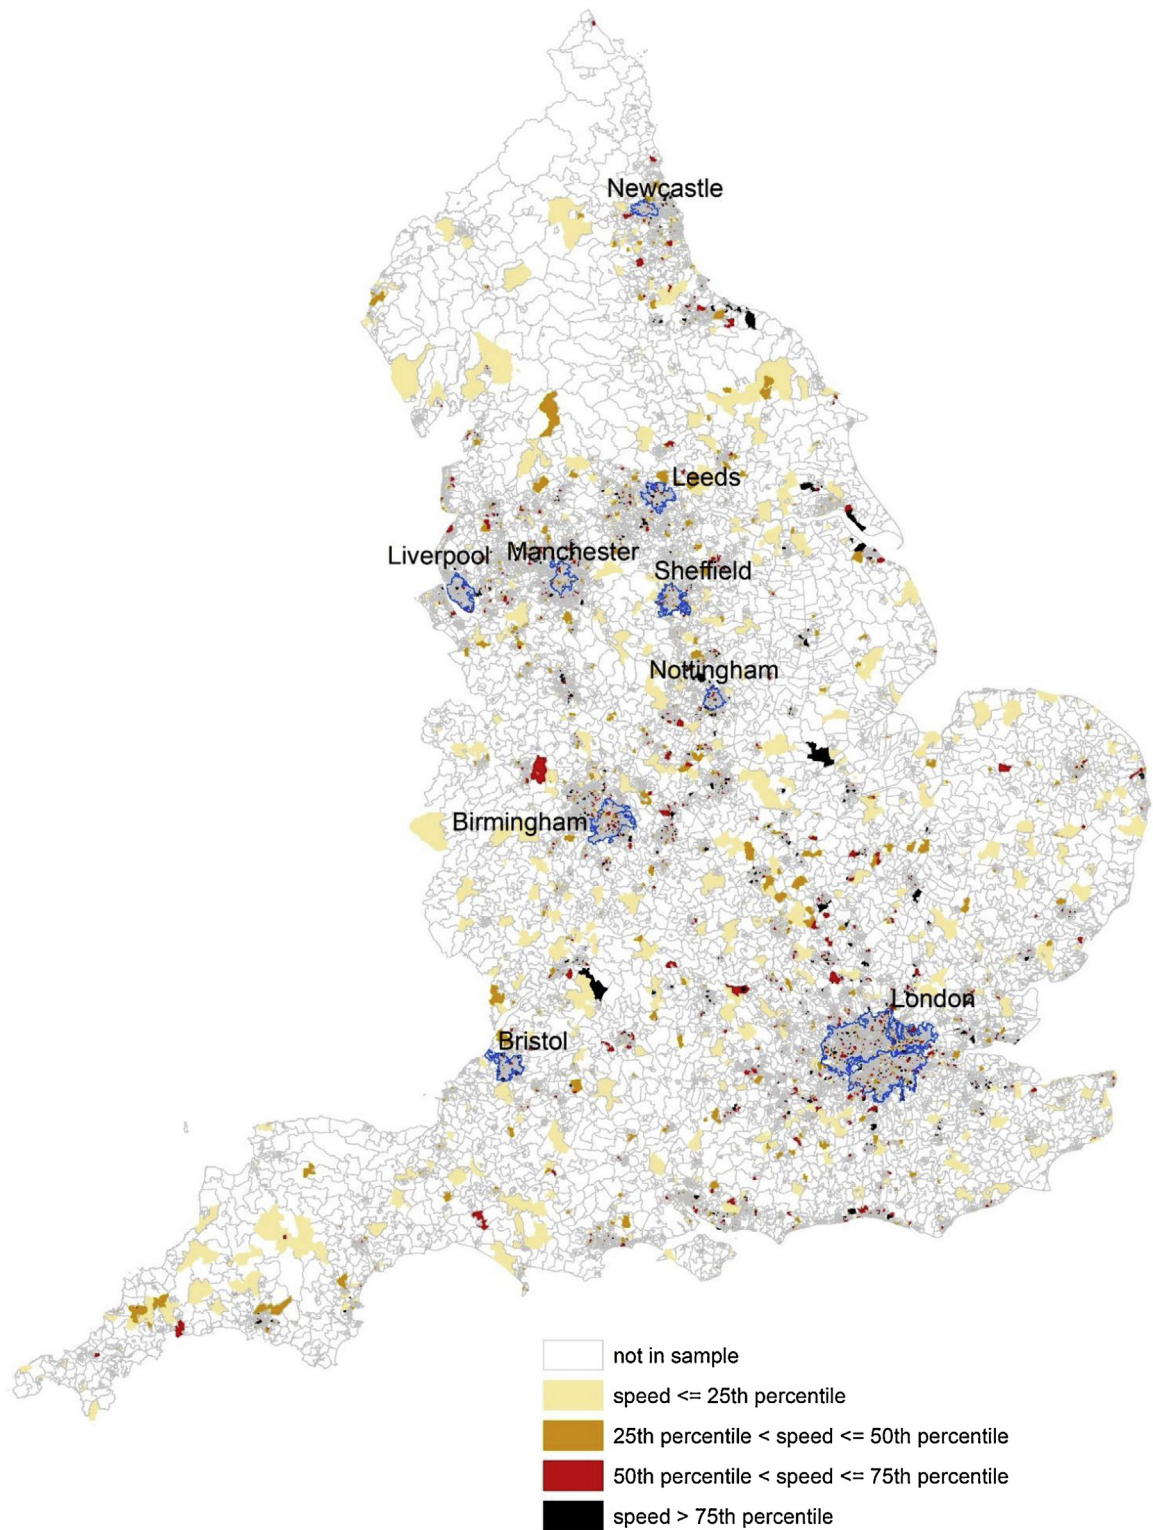 Newcastle
Leeds
Liverpool
Manchester
Sheffield
Nottingham
Birmingham
London
Bristol
not in sample
speed <= 25th percentile
25th percentile < speed <= 50th percentile
50th percentile < speed <= 75th percentile
speed > 75th percentile